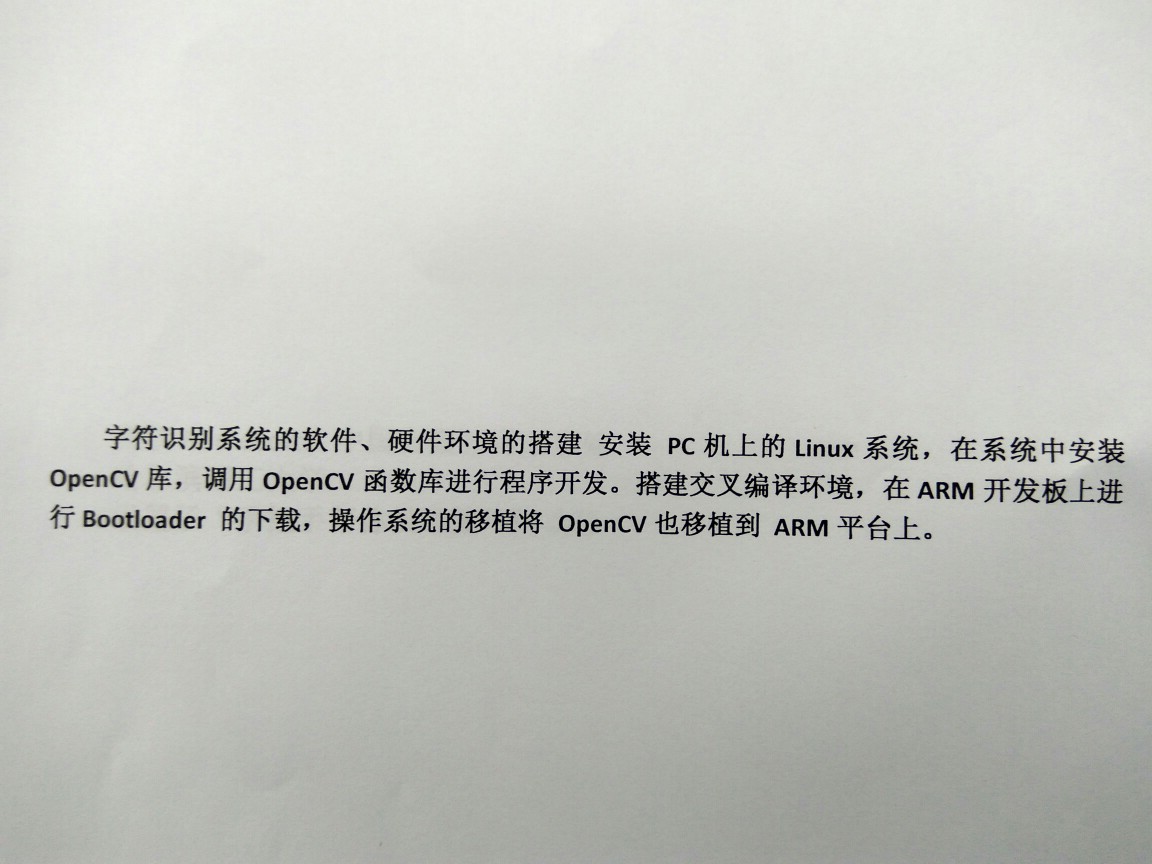 字符识别系统的软件、硬件环境的搭建 安装 PC 机上的 Linux 系统，在系统中安装
OpenCV 库，调用 OpenCV 函数库进行程序开发。搭建交叉编译环境，在 ARM 开发板上进
行 Bootloader 的下载，操作系统的移植将 OpenCV 也移植到 ARM 平台上。